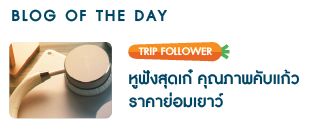 BLOG OF THE DAY
TRIP FOLLOWER
หูฟังสุดเก๋ คุณภาพคับแก้ว
ราคาย่อมเยาว์